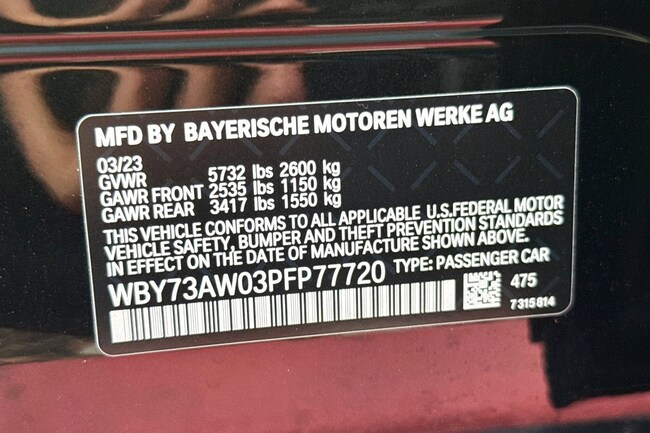 MFD BY BAYERISCHE MOTOREN WERKE AG
03/23
GVWR 5732 lbs 2600 kg
GAWR FRONT 2535 lbs 1150 kg
GAWR REAR 3417 lbs 1550 kg
THIS VEHICLE CONFORMS TO ALL APPLICABLE U.S.FEDERAL MOTOR
VEHICLE SAFETY, BUMPER AND THEFT PREVENTION STANDARDS
IN EFFECT ON THE DATE OF MANUFACTURE SHOWN ABOVE.
WBY73AW03PFP77720 TYPE: PASSENGER CAR
475
7315814